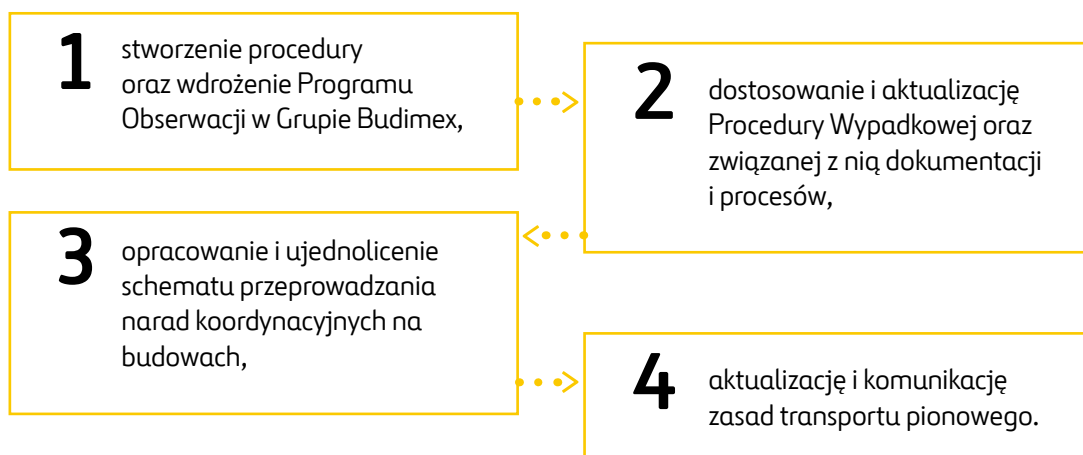 1
stworzenie procedury
oraz wdrożenie Programu
Obserwacji w Grupie Budimex,
2
dostosowanie i aktualizację
Procedury Wypadkowej oraz
związanej z nią dokumentacji
i procesów,
3
opracowanie i ujednolicenie
schematu przeprowadzania
narad koordynacyjnych na
budowach,
4
aktualizację i komunikację
zasad transportu pionowego.